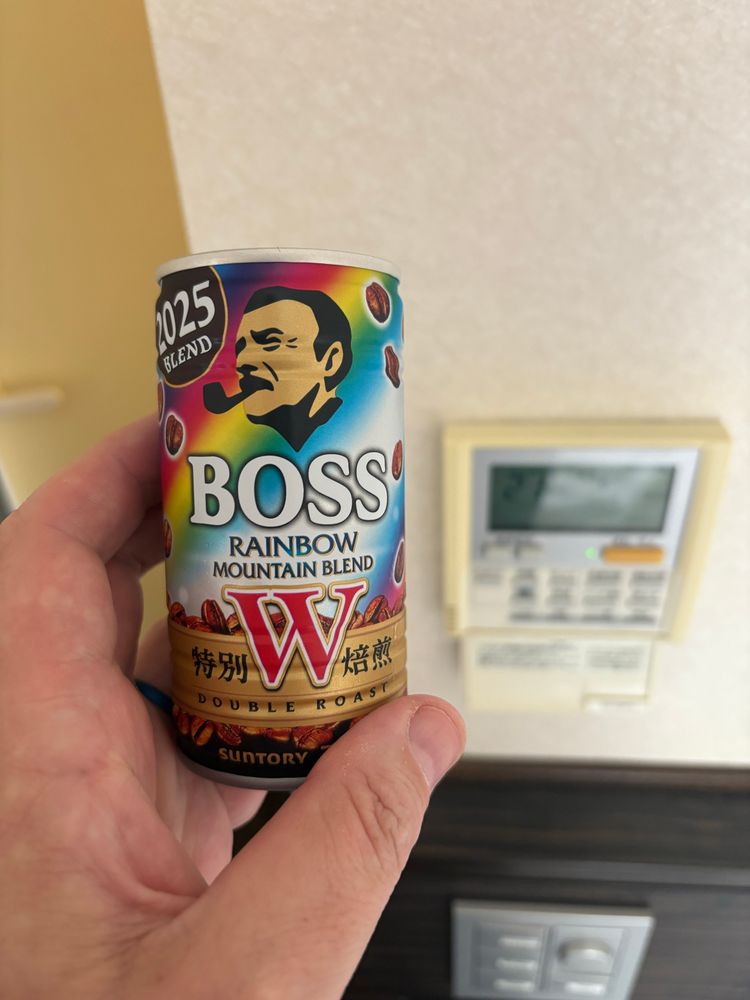 2025
BLEND
BOSS
RAINBOW
MOUNTAIN BLEND
特別 W 焙煎
DOUBLE ROAST
SUNTORY